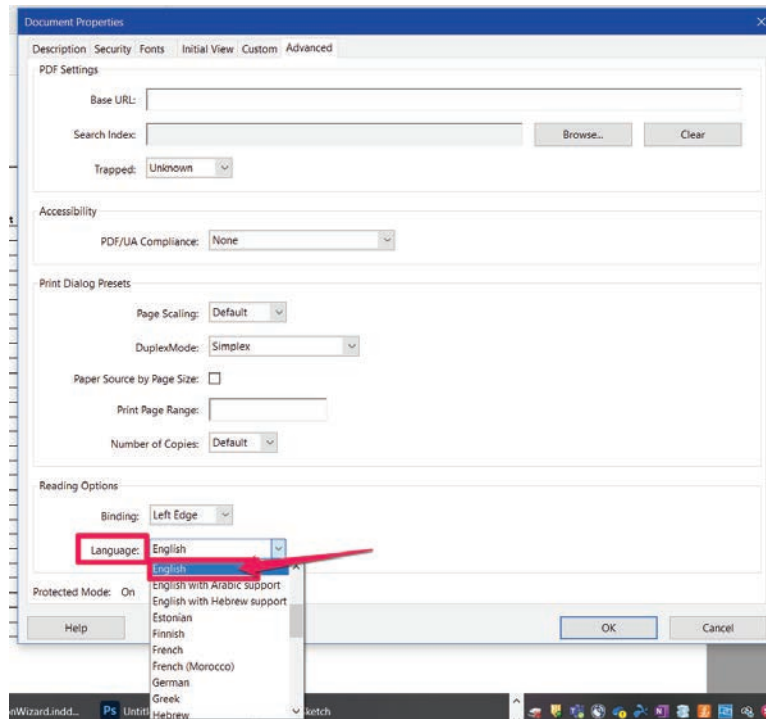 Document Properties
Description Security Fonts Initial View Custom Advanced
PDF Settings
Base URL:
Search Index: Browse... Clear
Trapped: Unknown
Accessibility
PDF/UA Compliance: None
Print Dialog Presets
Page Scaling: Default
DuplexMode: Simplex
Paper Source by Page Size:
Print Page Range:
Number of Copies: Default
Reading Options
Binding: Left Edge
Language: English
English
English with Arabic support
Protected Mode: On
English with Hebrew support
Estonian
Help OK Cancel
Finnish
French
French (Morocco)
German
Greek
Hebrew
onWizard.indd... Ps Untitl ketch